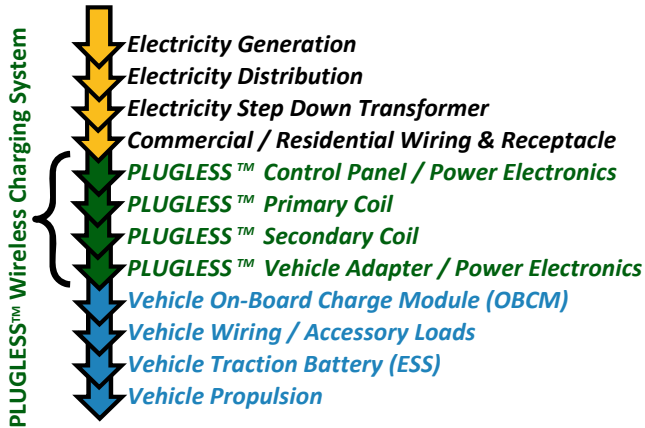 PLUGLESS™ Wireless Charging System
Electricity Generation
Electricity Distribution
Electricity Step Down Transformer
Commercial / Residential Wiring & Receptacle
PLUGLESS™ Control Panel / Power Electronics
PLUGLESS™ Primary Coil
PLUGLESS™ Secondary Coil
PLUGLESS™ Vehicle Adapter / Power Electronics
Vehicle On-Board Charge Module (OBCM)
Vehicle Wiring / Accessory Loads
Vehicle Traction Battery (ESS)
Vehicle Propulsion